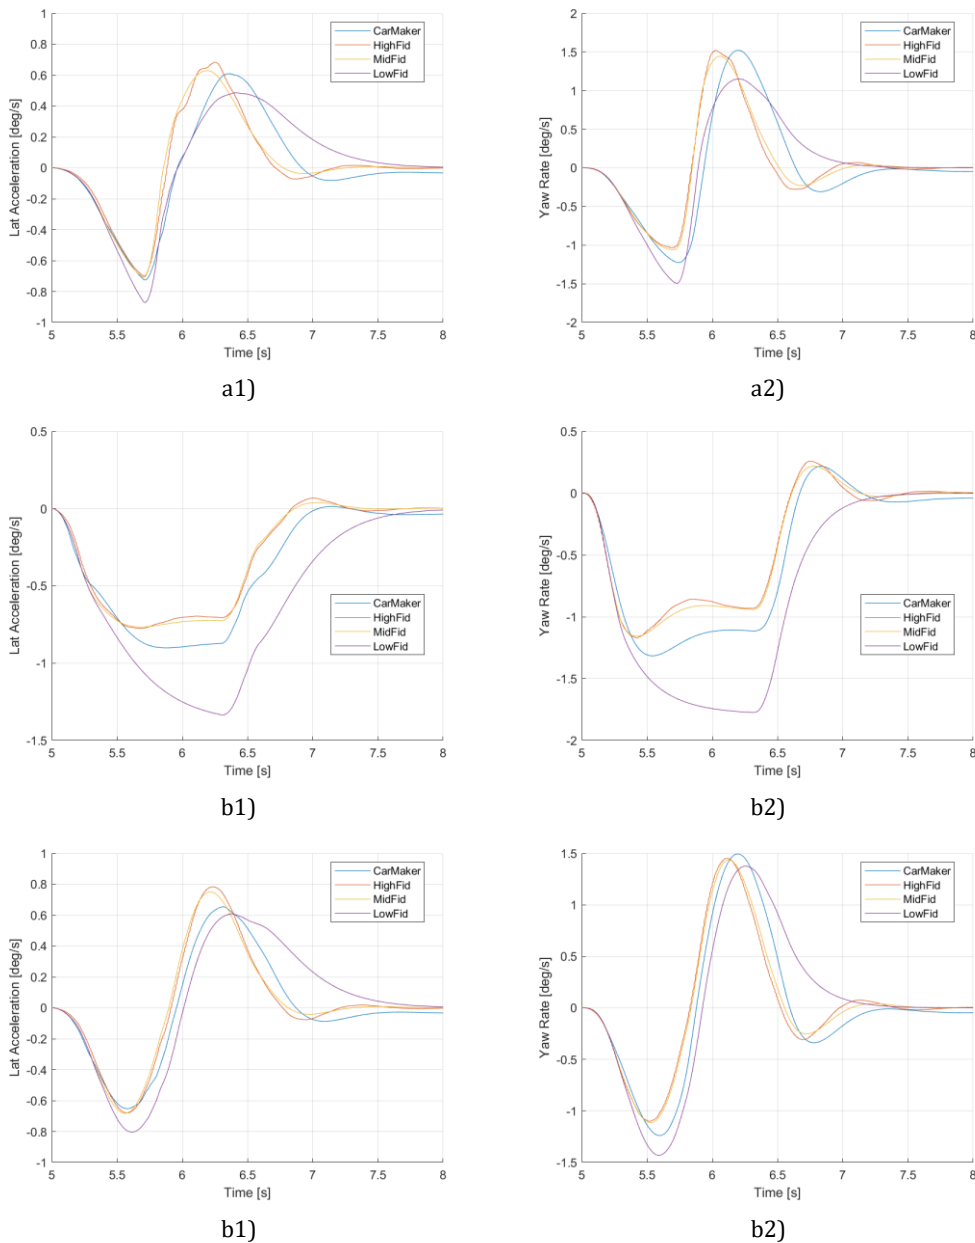 1
0.8
0.6
0.4
0.2
0
-0.2
-0.4
-0.6
-0.8
-1
Lat Acceleration [deg/s]
5 5.5 6 6.5 7 7.5 8
Time [s]
CarMaker
HighFid
MidFid
LowFid
a1)
2
1.5
1
0.5
0
-0.5
-1
-1.5
-2
Yaw Rate [deg/s]
5 5.5 6 6.5 7 7.5 8
Time [s]
CarMaker
HighFid
MidFid
LowFid
a2)
0.5
0
-0.5
-1
-1.5
Lat Acceleration [deg/s]
5 5.5 6 6.5 7 7.5 8
Time [s]
CarMaker
HighFid
MidFid
LowFid
b1)
0.5
0
-0.5
-1
-1.5
-2
Yaw Rate [deg/s]
5 5.5 6 6.5 7 7.5 8
Time [s]
CarMaker
HighFid
MidFid
LowFid
b2)
1
0.8
0.6
0.4
0.2
0
-0.2
-0.4
-0.6
-0.8
-1
Lat Acceleration [deg/s]
5 5.5 6 6.5 7 7.5 8
Time [s]
CarMaker
HighFid
MidFid
LowFid
b1)
1.5
1
0.5
0
-0.5
-1
-1.5
Yaw Rate [deg/s]
5 5.5 6 6.5 7 7.5 8
Time [s]
CarMaker
HighFid
MidFid
LowFid
b2)